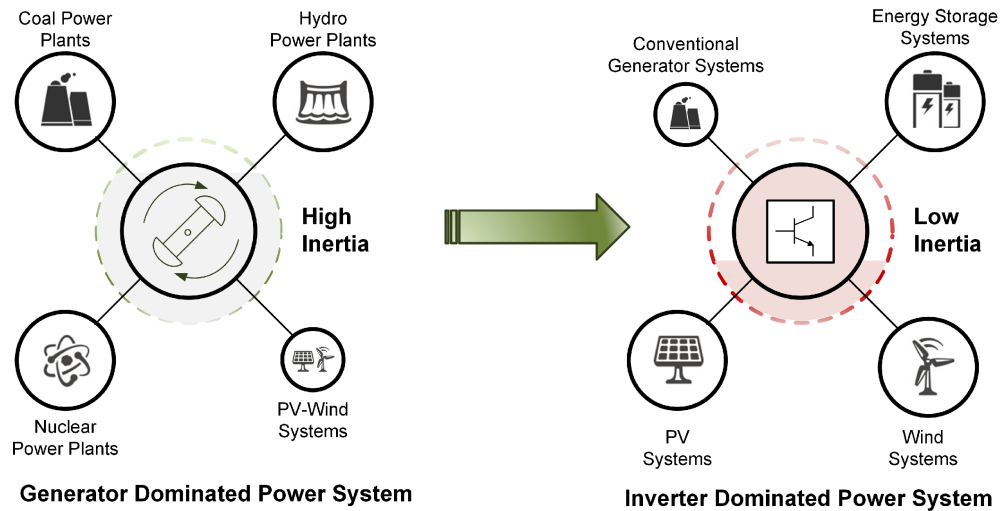 Coal Power
Plants
Hydro
Power Plants
High
Inertia
Nuclear
Power Plants
PV-Wind
Systems
Generator Dominated Power System
Conventional
Generator Systems
Energy Storage
Systems
Low
Inertia
PV
Systems
Wind
Systems
Inverter Dominated Power System